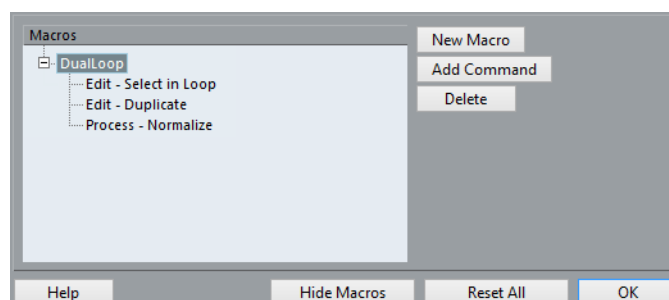 Macros
DualLoop
Edit - Select in Loop
Edit - Duplicate
Process - Normalize
New Macro
Add Command
Delete
Help
Hide Macros
Reset All
OK